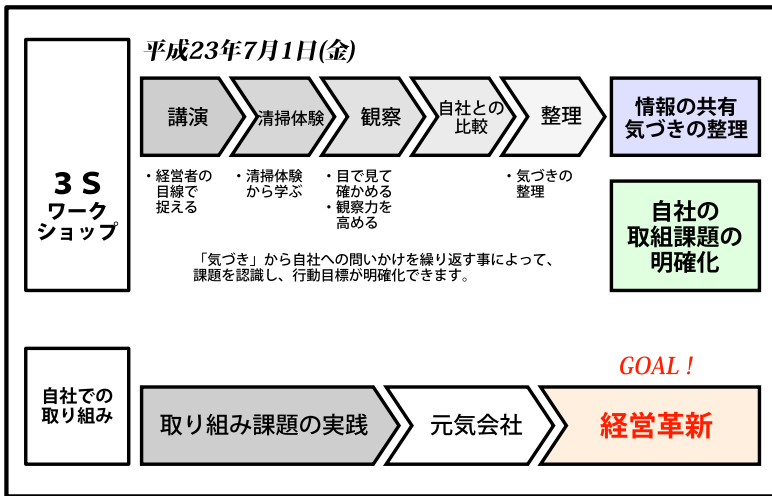 平成23年7月1日(金)
3 S
ワーク
ショップ
講演
清掃体験
観察
自社との
比較
整理
情報の共有
気づきの整理
・経営者の
目線で
捉える
・清掃体験
から学ぶ
・目で見て
確かめる
・観察力を
高める
・気づきの
整理
自社の
取組課題の
明確化
「気づき」から自社への問いかけを繰り返す事によって、
課題を認識し、行動目標が明確化できます。
自社での
取り組み
GOAL !
取り組み課題の実践
元気会社
経営革新